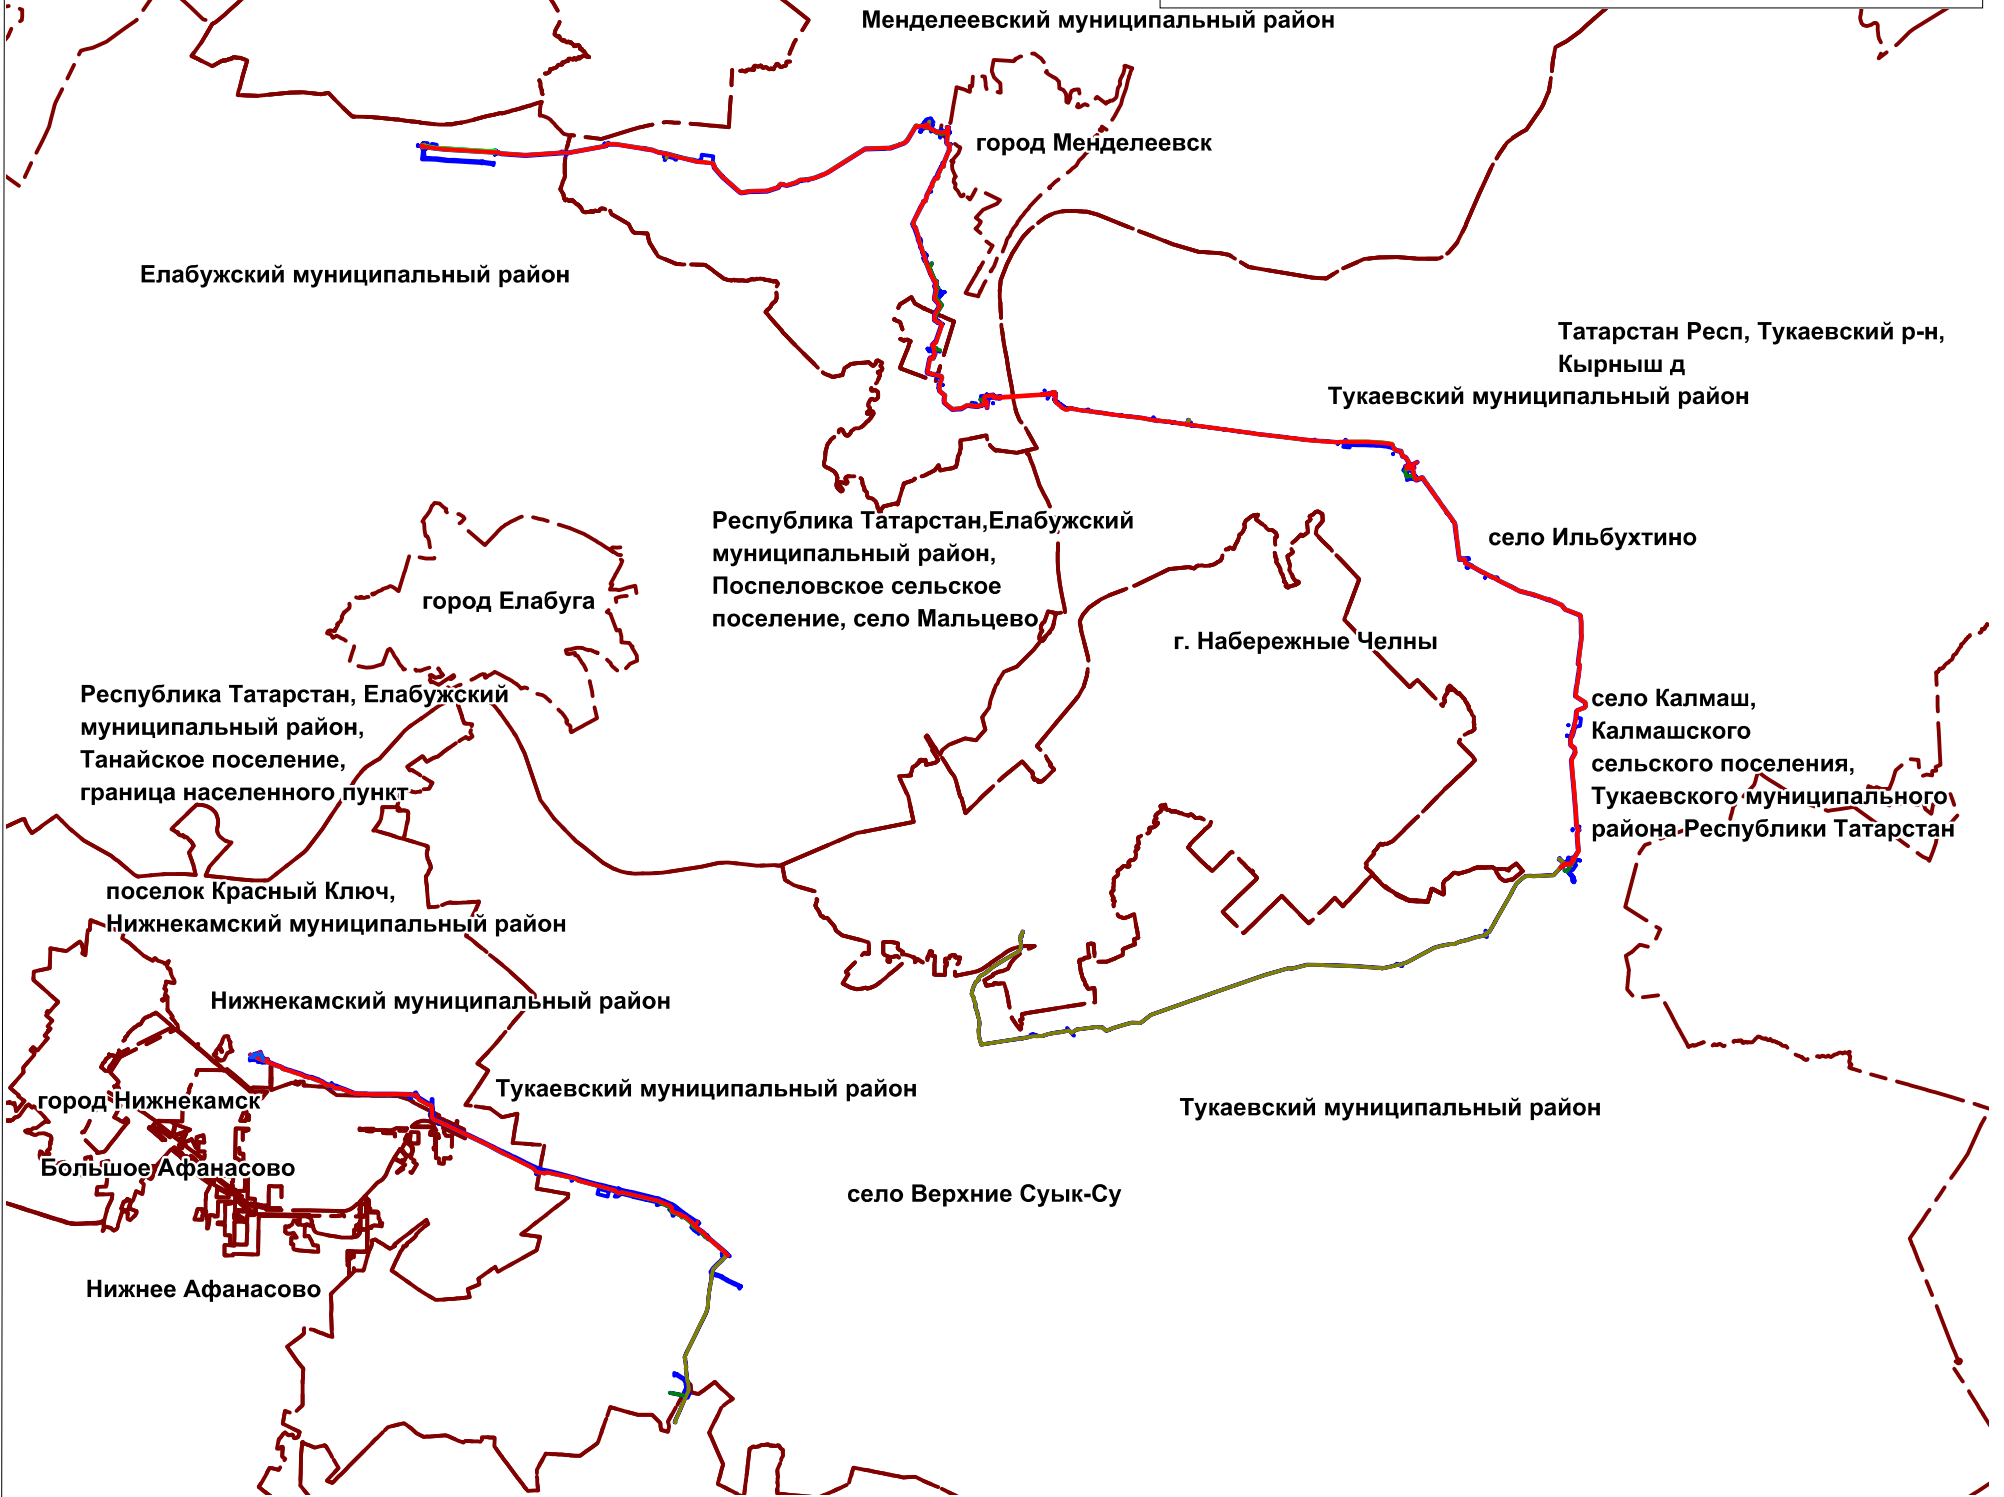 Менделеевский муниципальный район
город Менделеевск
Елабужский муниципальный район
Татарстан Респ, Тукаевский р-н,
Кырныш д
Тукаевский муниципальный район
Республика Татарстан,Елабужский
муниципальный район,
Поспеловское сельское
поселение, село Мальцево
село Ильбухтино
город Елабуга
г. Набережные Челны
Республика Татарстан, Елабужский
муниципальный район,
Танайское поселение,
граница населенного пункт
село Калмаш,
Калмашского
сельского поселения,
Тукаевского муниципального
района Республики Татарстан
поселок Красный Ключ,
Нижнекамский муниципальный район
Нижнекамский муниципальный район
город Нижнекамск
Тукаевский муниципальный район
Тукаевский муниципальный район
Большое Афанасово
село Верхние Суык-Су
Нижнее Афанасово